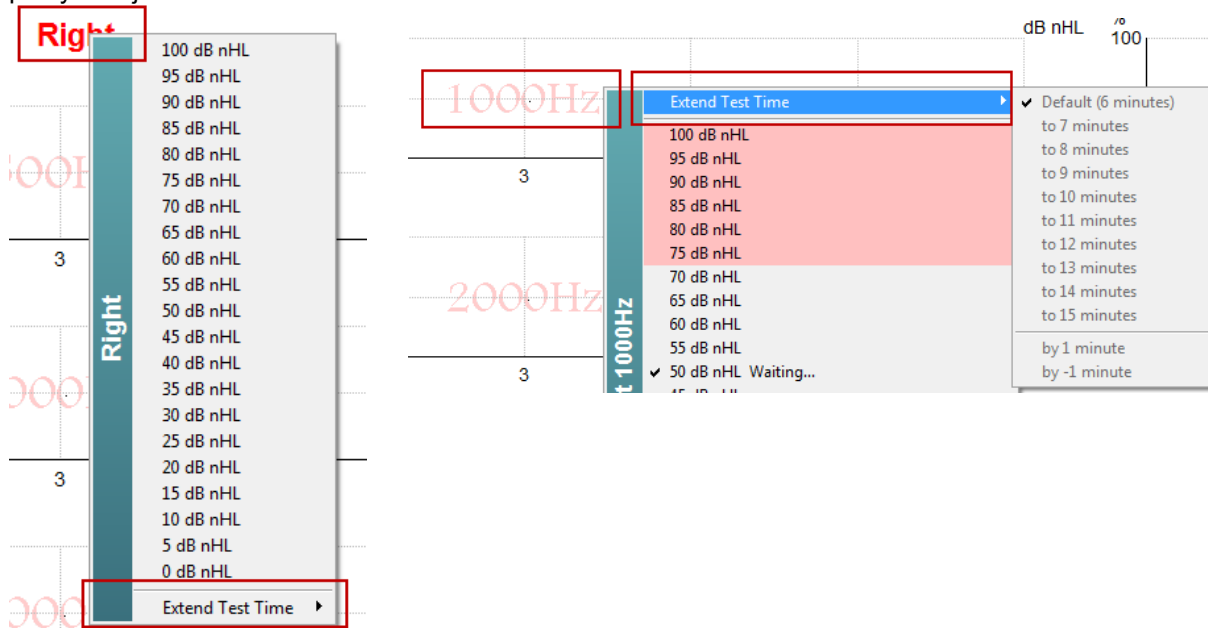 Right
100 dB nHL
95 dB nHL
90 dB nHL
85 dB nHL
80 dB nHL
75 dB nHL
70 dB nHL
65 dB nHL
60 dB nHL
55 dB nHL
50 dB nHL
45 dB nHL
40 dB nHL
35 dB nHL
30 dB nHL
25 dB nHL
20 dB nHL
15 dB nHL
10 dB nHL
5 dB nHL
0 dB nHL
Extend Test Time
Right
3
3
dB nHL
100
1000Hz
3
2000Hz
3
1000Hz
Extend Test Time
100 dB nHL
95 dB nHL
90 dB nHL
85 dB nHL
80 dB nHL
75 dB nHL
70 dB nHL
65 dB nHL
60 dB nHL
55 dB nHL
50 dB nHL Waiting...
Default (6 minutes)
to 7 minutes
to 8 minutes
to 9 minutes
to 10 minutes
to 11 minutes
to 12 minutes
to 13 minutes
to 14 minutes
to 15 minutes
by 1 minute
by -1 minute